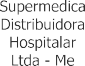 Supermedica
Distribuidora
Hospitalar
Ltda - Me